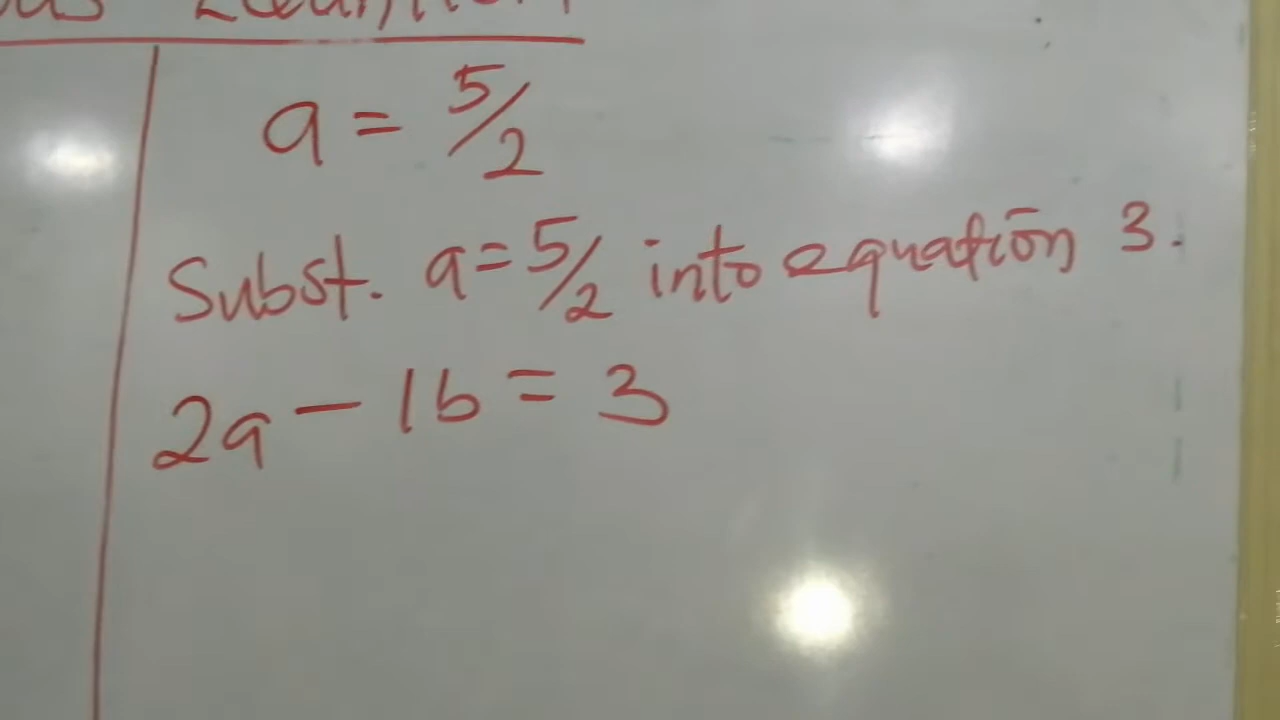 a = 5/2
Subst. a = 5/2 into equation 3.
2a - 1b = 3